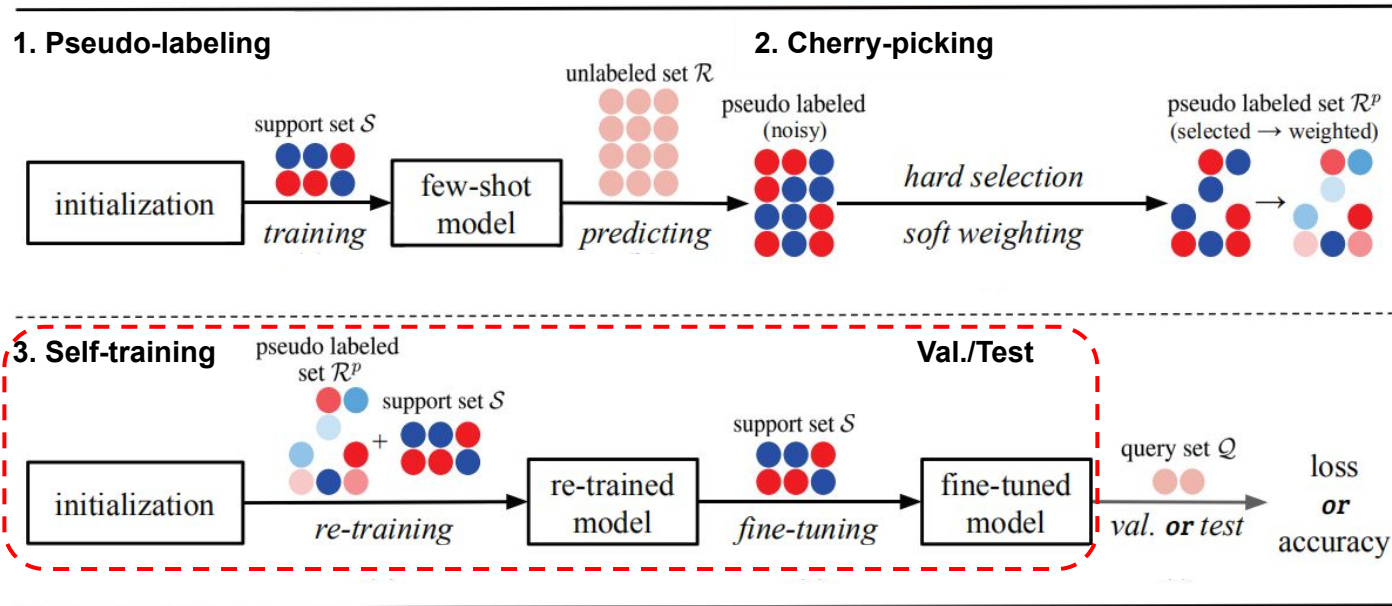 1. Pseudo-labeling
2. Cherry-picking
unlabeled set ℛ
support set 𝒮
pseudo labeled
(noisy)
pseudo labeled set ℛᵖ
(selected → weighted)
initialization
training
few-shot
model
predicting
hard selection
soft weighting
→
3. Self-training
Val./Test
pseudo labeled
set ℛᵖ
+
support set 𝒮
support set 𝒮
query set 𝒬
initialization
re-training
re-trained
model
fine-tuning
fine-tuned
model
val. or test
loss
or
accuracy